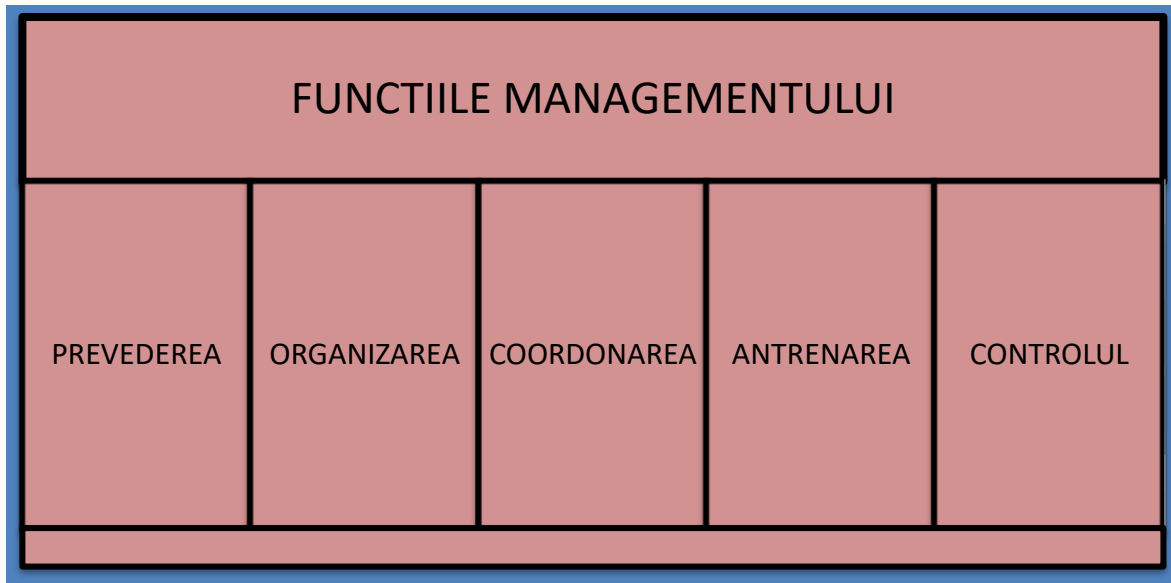 FUNCTIILE MANAGEMENTULUI
PREVEDEREA
ORGANIZAREA
COORDONAREA
ANTRENAREA
CONTROLUL